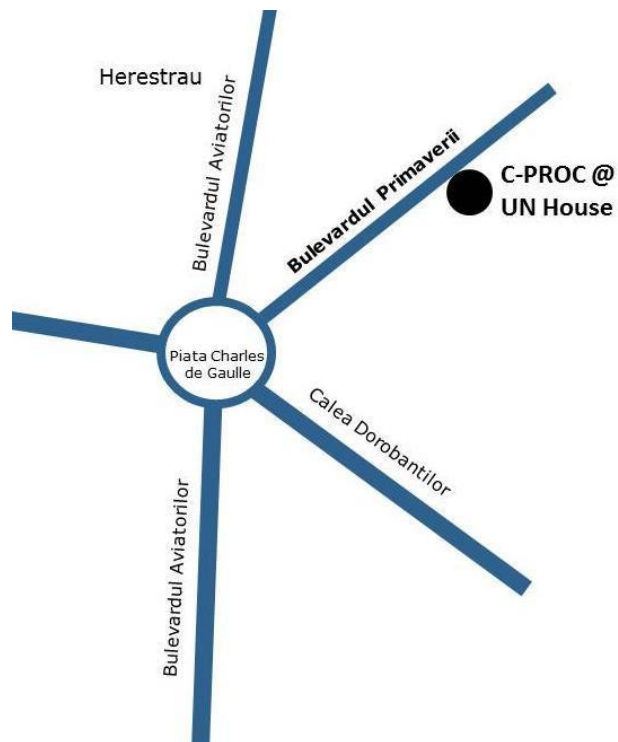 Herestrau
Bulevardul Aviatorilor
Bulevardul Primaverii
C-PROC @
UN House
Piata Charles
de Gaulle
Calea Dorobantilor
Bulevardul Aviatorilor